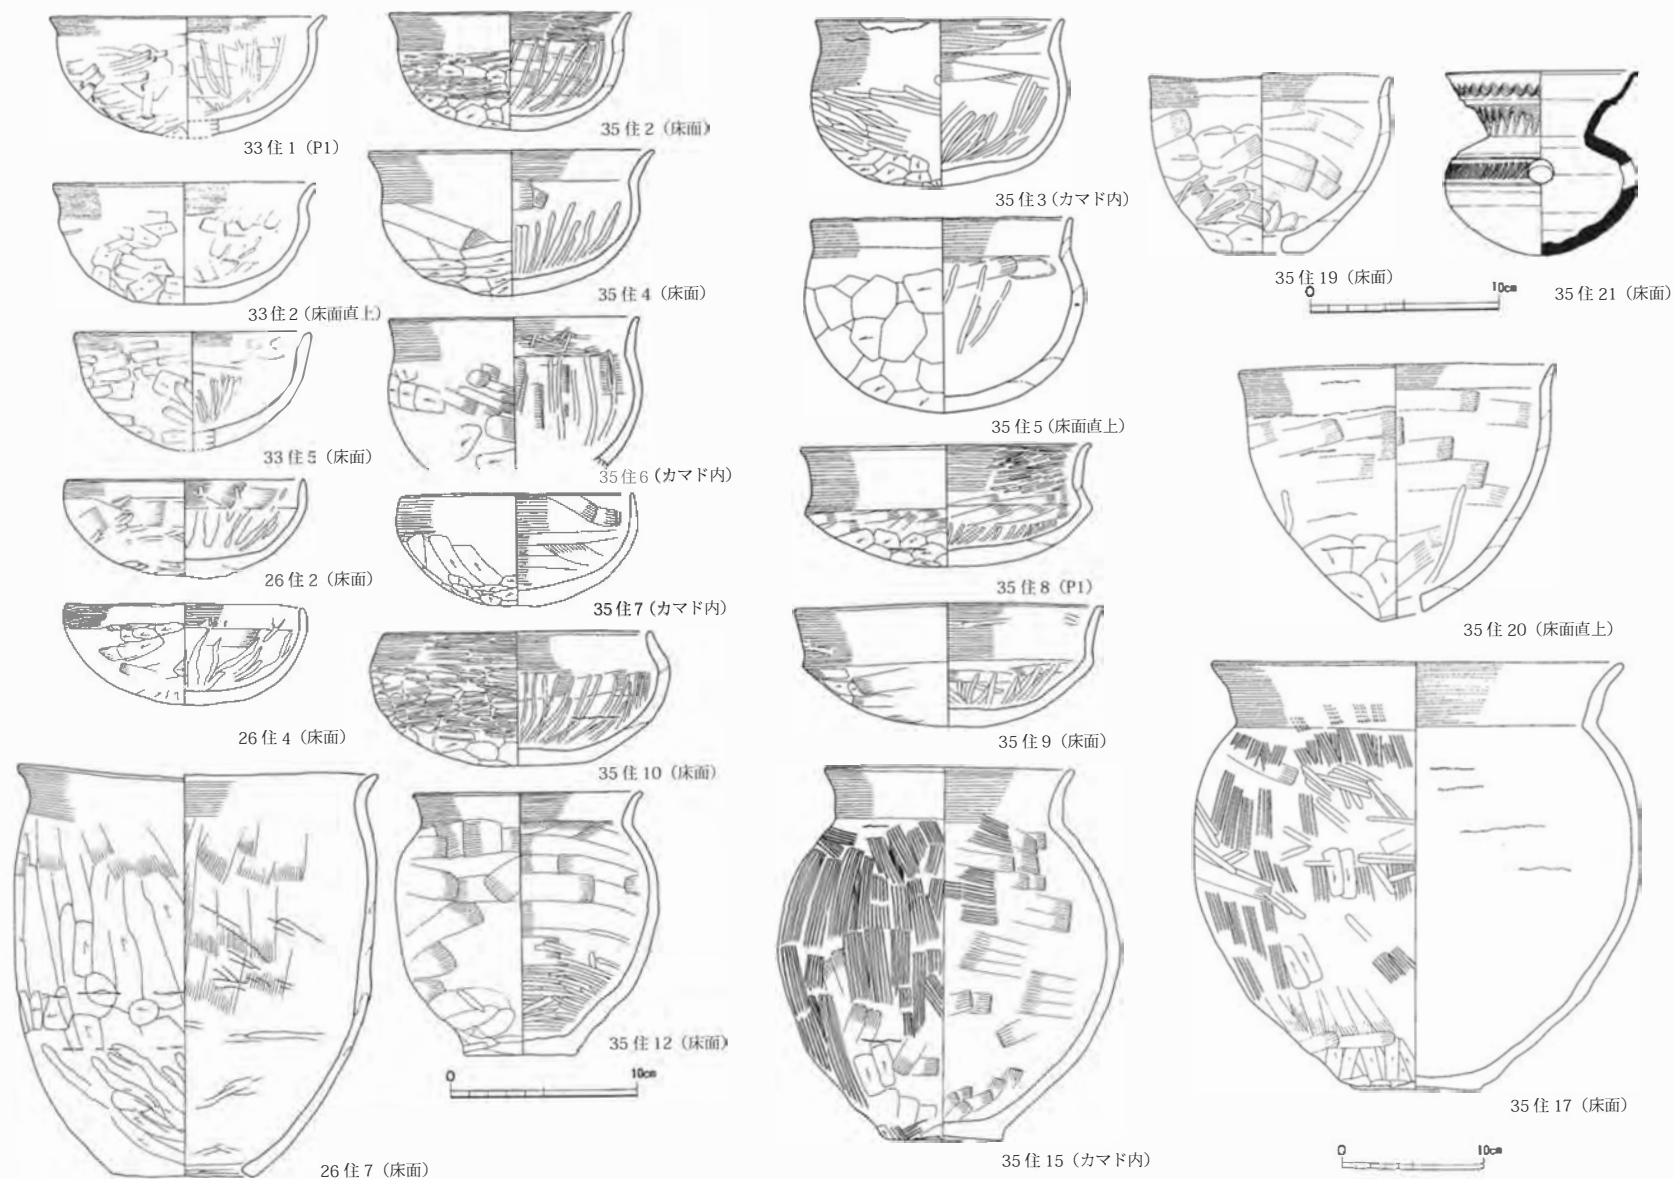 33住1（P1）
33住2（床面直上）
33住5（床面）
26住2（床面）
26住4（床面）
26住7（床面）
35住2（床面）
35住4（床面）
35住6（カマド内）
35住7（カマド内）
35住10（床面）
35住12（床面）
0 10cm
35住3（カマド内）
35住5（床面直上）
35住8（P1）
35住9（床面）
35住15（カマド内）
35住19（床面）
35住21（床面）
0 10cm
35住20（床面直上）
35住17（床面）
0 10cm